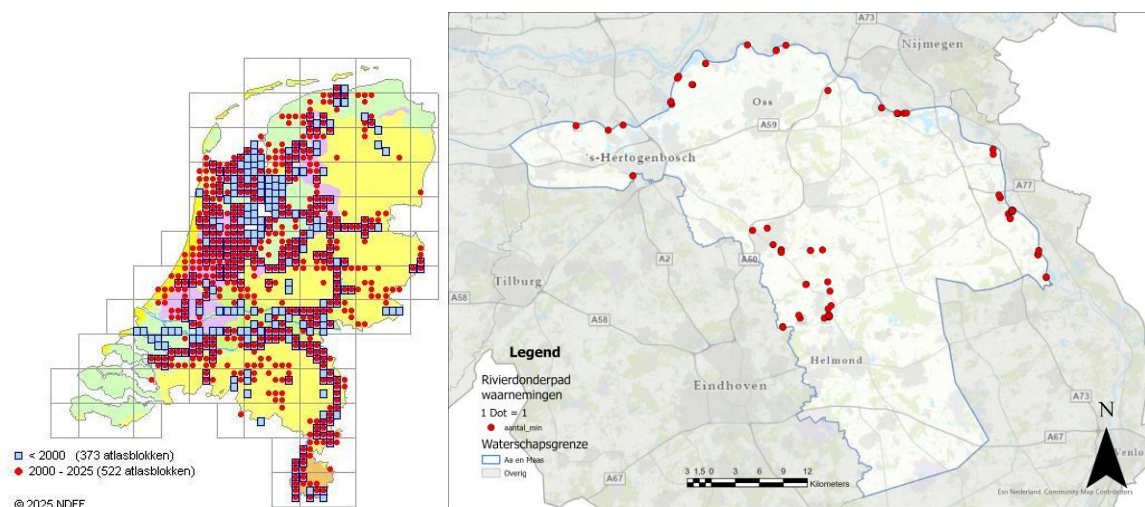 < 2000 (373 atlasblokken)
2000 - 2025 (522 atlasblokken)
© 2025 NDFF
A73
Nijmegen
Oss
A59
's-Hertogenbosch
A77
A2
A50
Tilburg
A58
A58
Helmond
Eindhoven
A73
A67
Venlo
A67
Legend
Rivierdonderpad
waarnemingen
1 Dot = 1
aantal_min
Waterschapsgrenze
Aa en Maas
Overig
N
3 1,5 0 3 6 9 12
Kilometers
Esri Nederland, Community Map Contributors